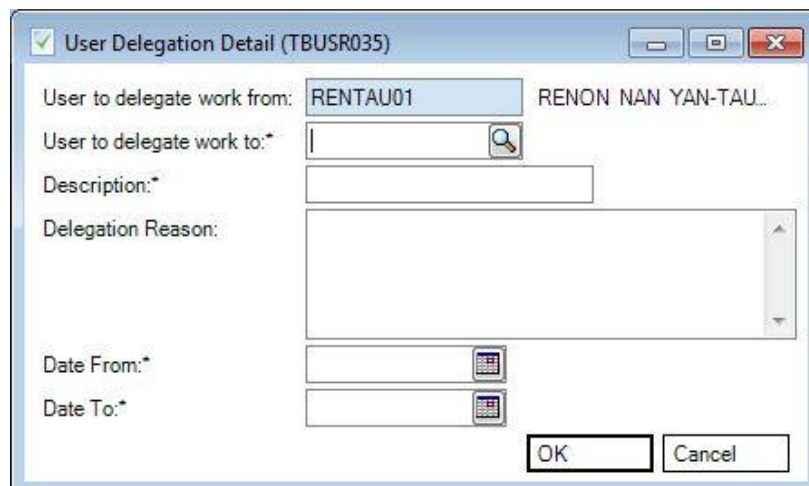 User Delegation Detail (TBUSR035)
User to delegate work from: RENTAU01 RENON NAN YAN-TAU...
User to delegate work to:*
Description:*
Delegation Reason:
Date From:*
Date To:*
OK Cancel